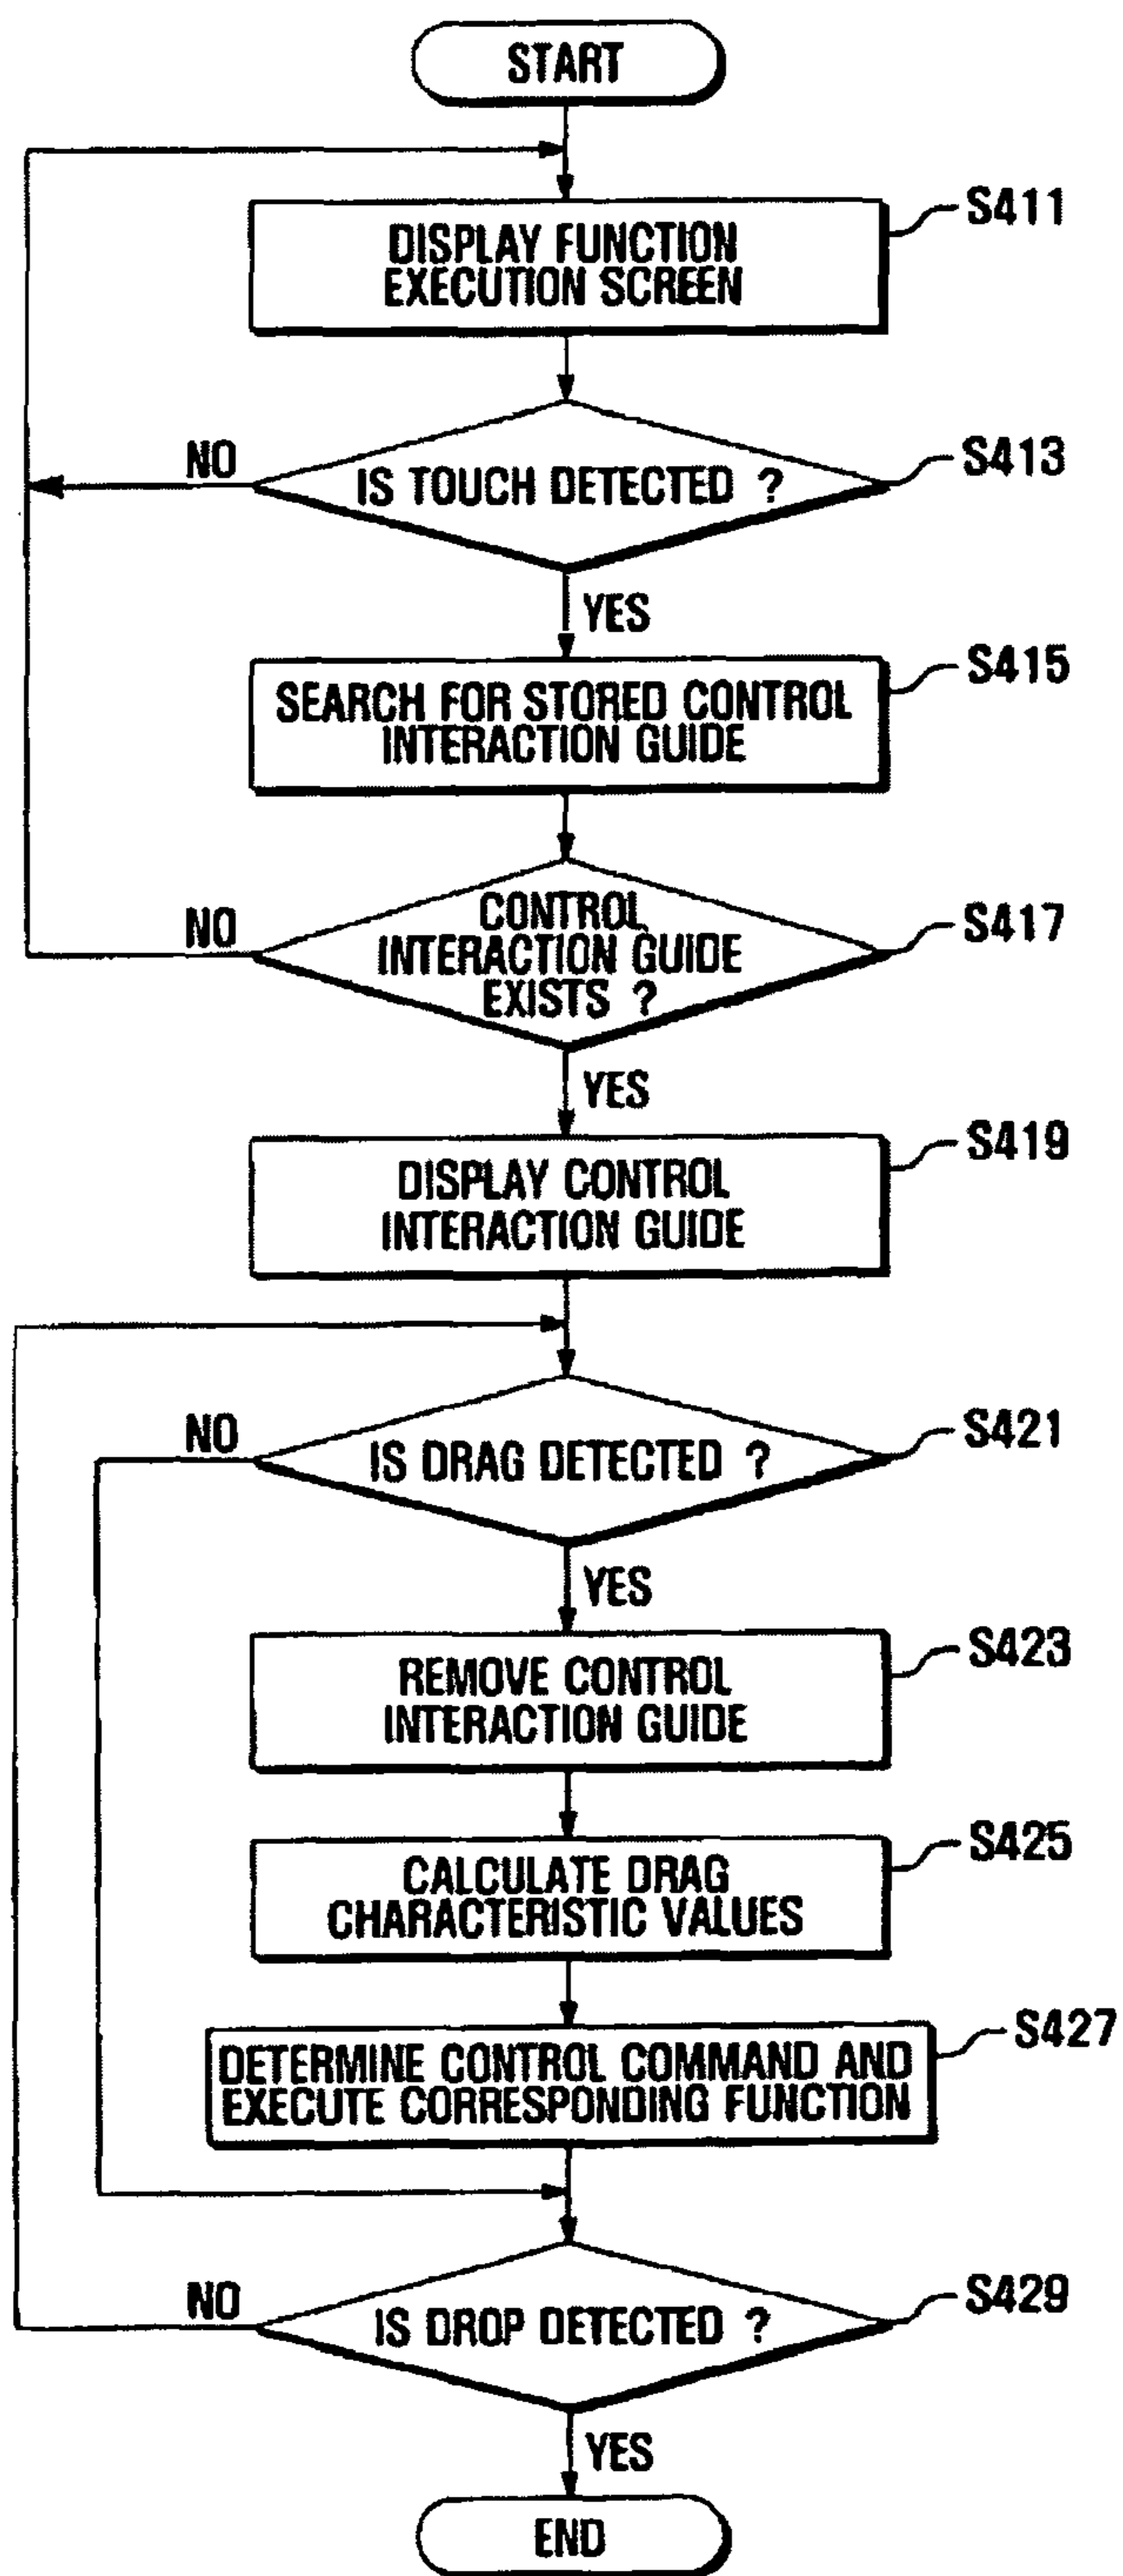 START
DISPLAY FUNCTION
EXECUTION SCREEN
S411
IS TOUCH DETECTED ?
S413
NO
YES
SEARCH FOR STORED CONTROL
INTERACTION GUIDE
S415
CONTROL
INTERACTION GUIDE
EXISTS ?
S417
NO
YES
DISPLAY CONTROL
INTERACTION GUIDE
S419
IS DRAG DETECTED ?
S421
NO
YES
REMOVE CONTROL
INTERACTION GUIDE
S423
CALCULATE DRAG
CHARACTERISTIC VALUES
S425
DETERMINE CONTROL COMMAND AND
EXECUTE CORRESPONDING FUNCTION
S427
IS DROP DETECTED ?
S429
NO
YES
END